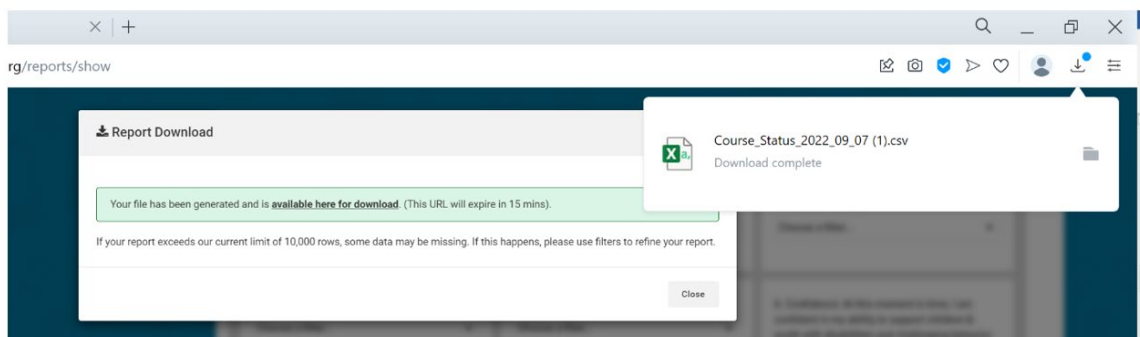 rg/reports/show
Report Download
Course_Status_2022_09_07 (1).csv
Download complete
Your file has been generated and is available here for download. (This URL will expire in 15 mins).
If your report exceeds our current limit of 10,000 rows, some data may be missing. If this happens, please use filters to refine your report.
Close